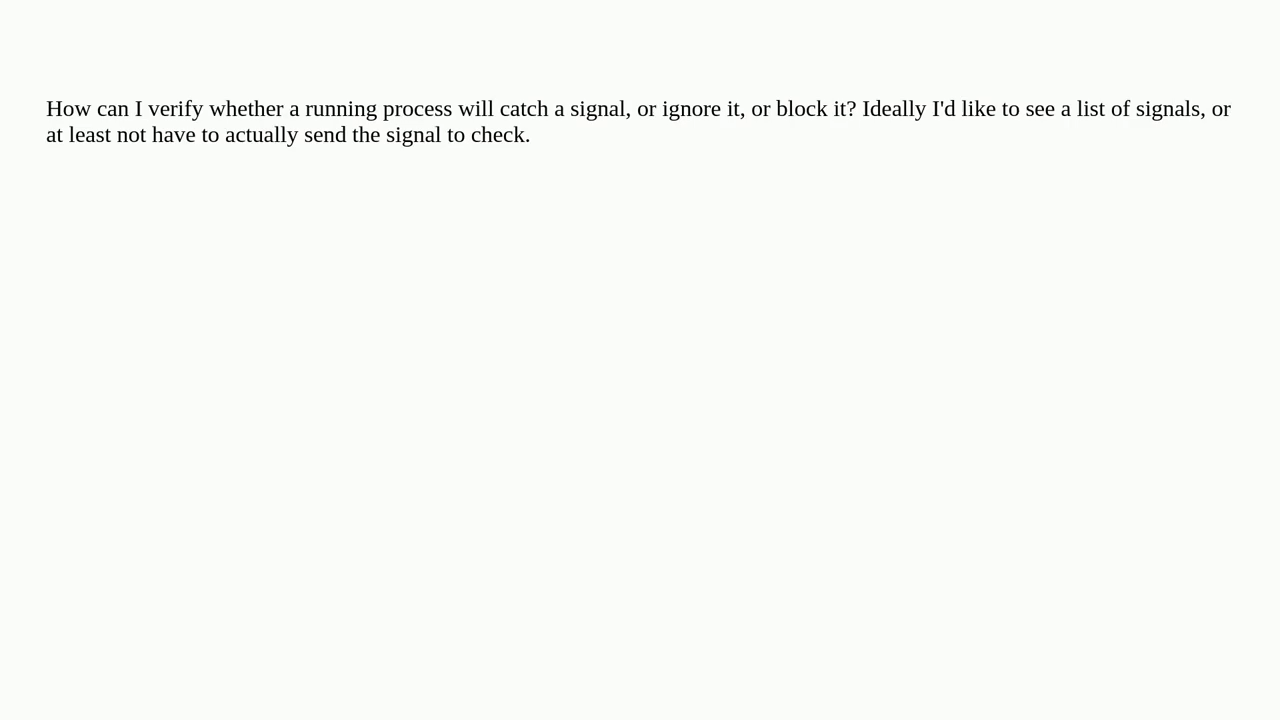 How can I verify whether a running process will catch a signal, or ignore it, or block it? Ideally I'd like to see a list of signals, or
at least not have to actually send the signal to check.